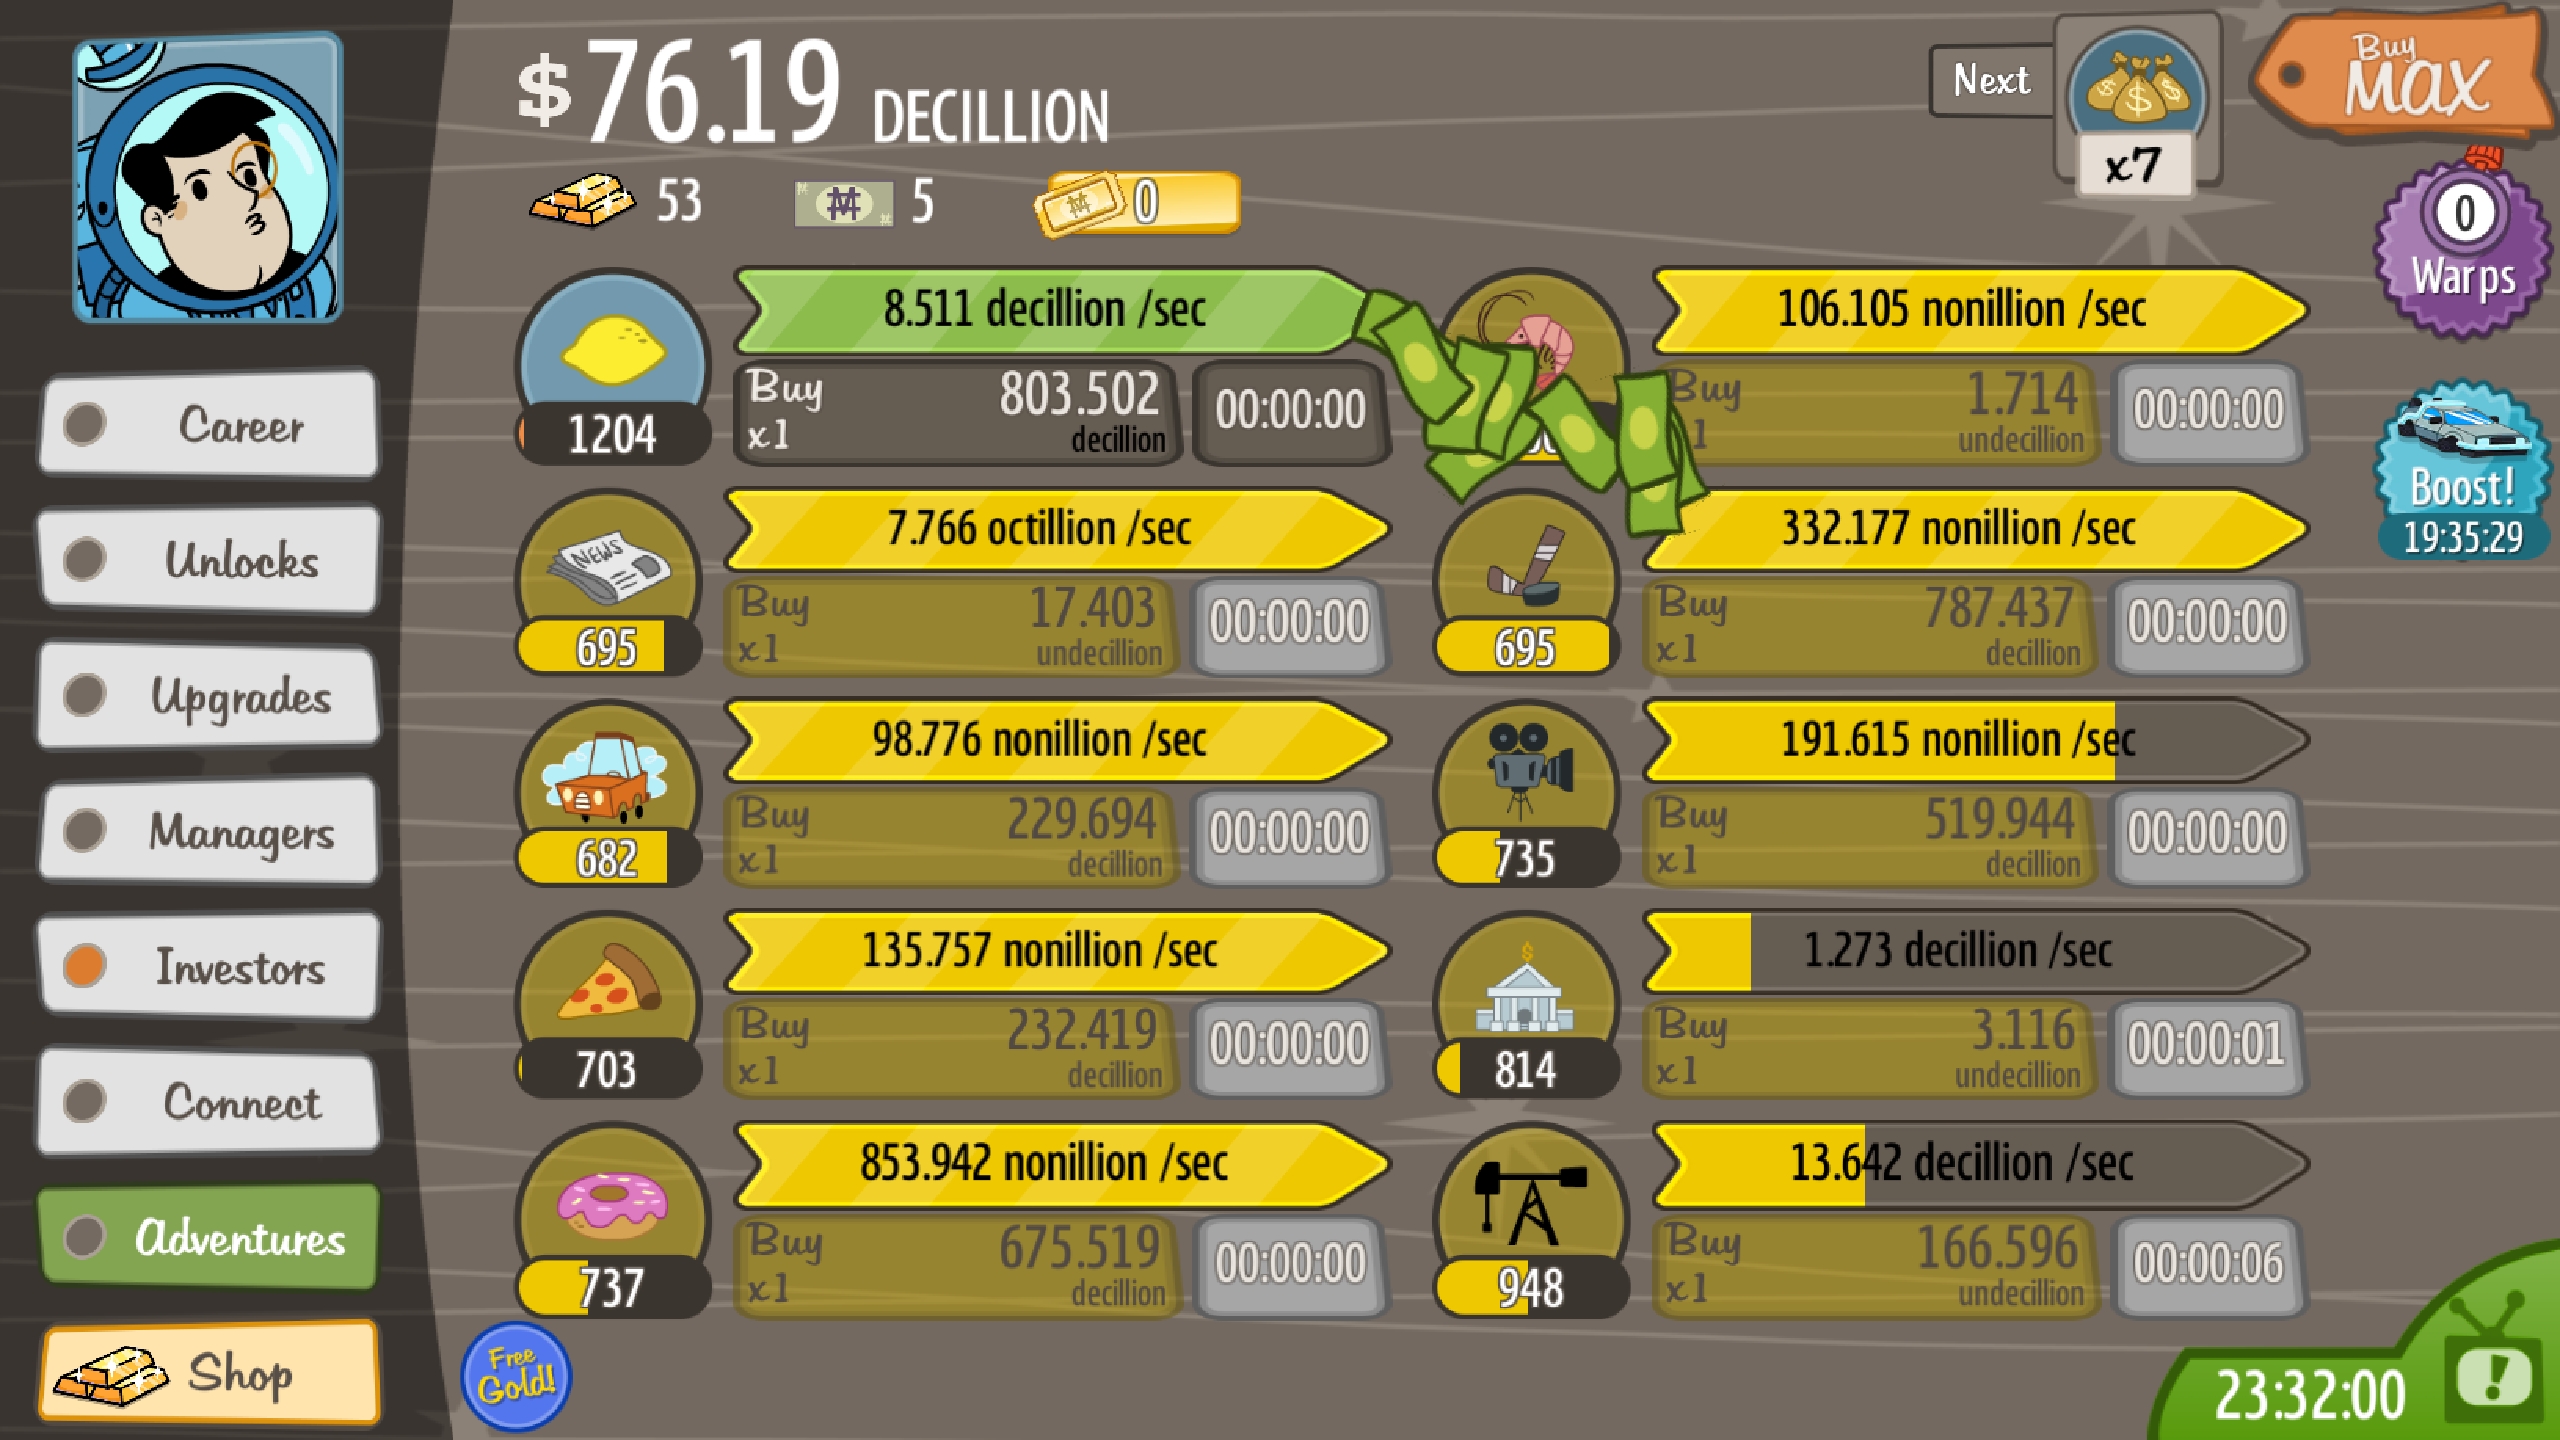 $76.19 DECILLION
53
5
0
Next
x7
Buy
MAX
0
Warps
Boost!
19:35:29
Career
Unlocks
Upgrades
Managers
Investors
Connect
Adventures
Shop
8.511 decillion /sec
1204
Buy
x1
803.502
decillion
00:00:00
106.105 nonillion /sec
Buy
1
1.714
undecillion
00:00:00
NEWS
7.766 octillion /sec
695
Buy
x1
17.403
undecillion
00:00:00
332.177 nonillion /sec
695
Buy
x1
787.437
decillion
00:00:00
98.776 nonillion /sec
682
Buy
x1
229.694
decillion
00:00:00
191.615 nonillion /sec
735
Buy
x1
519.944
decillion
00:00:00
135.757 nonillion /sec
703
Buy
x1
232.419
decillion
00:00:00
1.273 decillion /sec
814
Buy
x1
3.116
undecillion
00:00:01
853.942 nonillion /sec
737
Buy
x1
675.519
decillion
00:00:00
13.642 decillion /sec
948
Buy
x1
166.596
undecillion
00:00:06
Free
Gold!
23:32:00